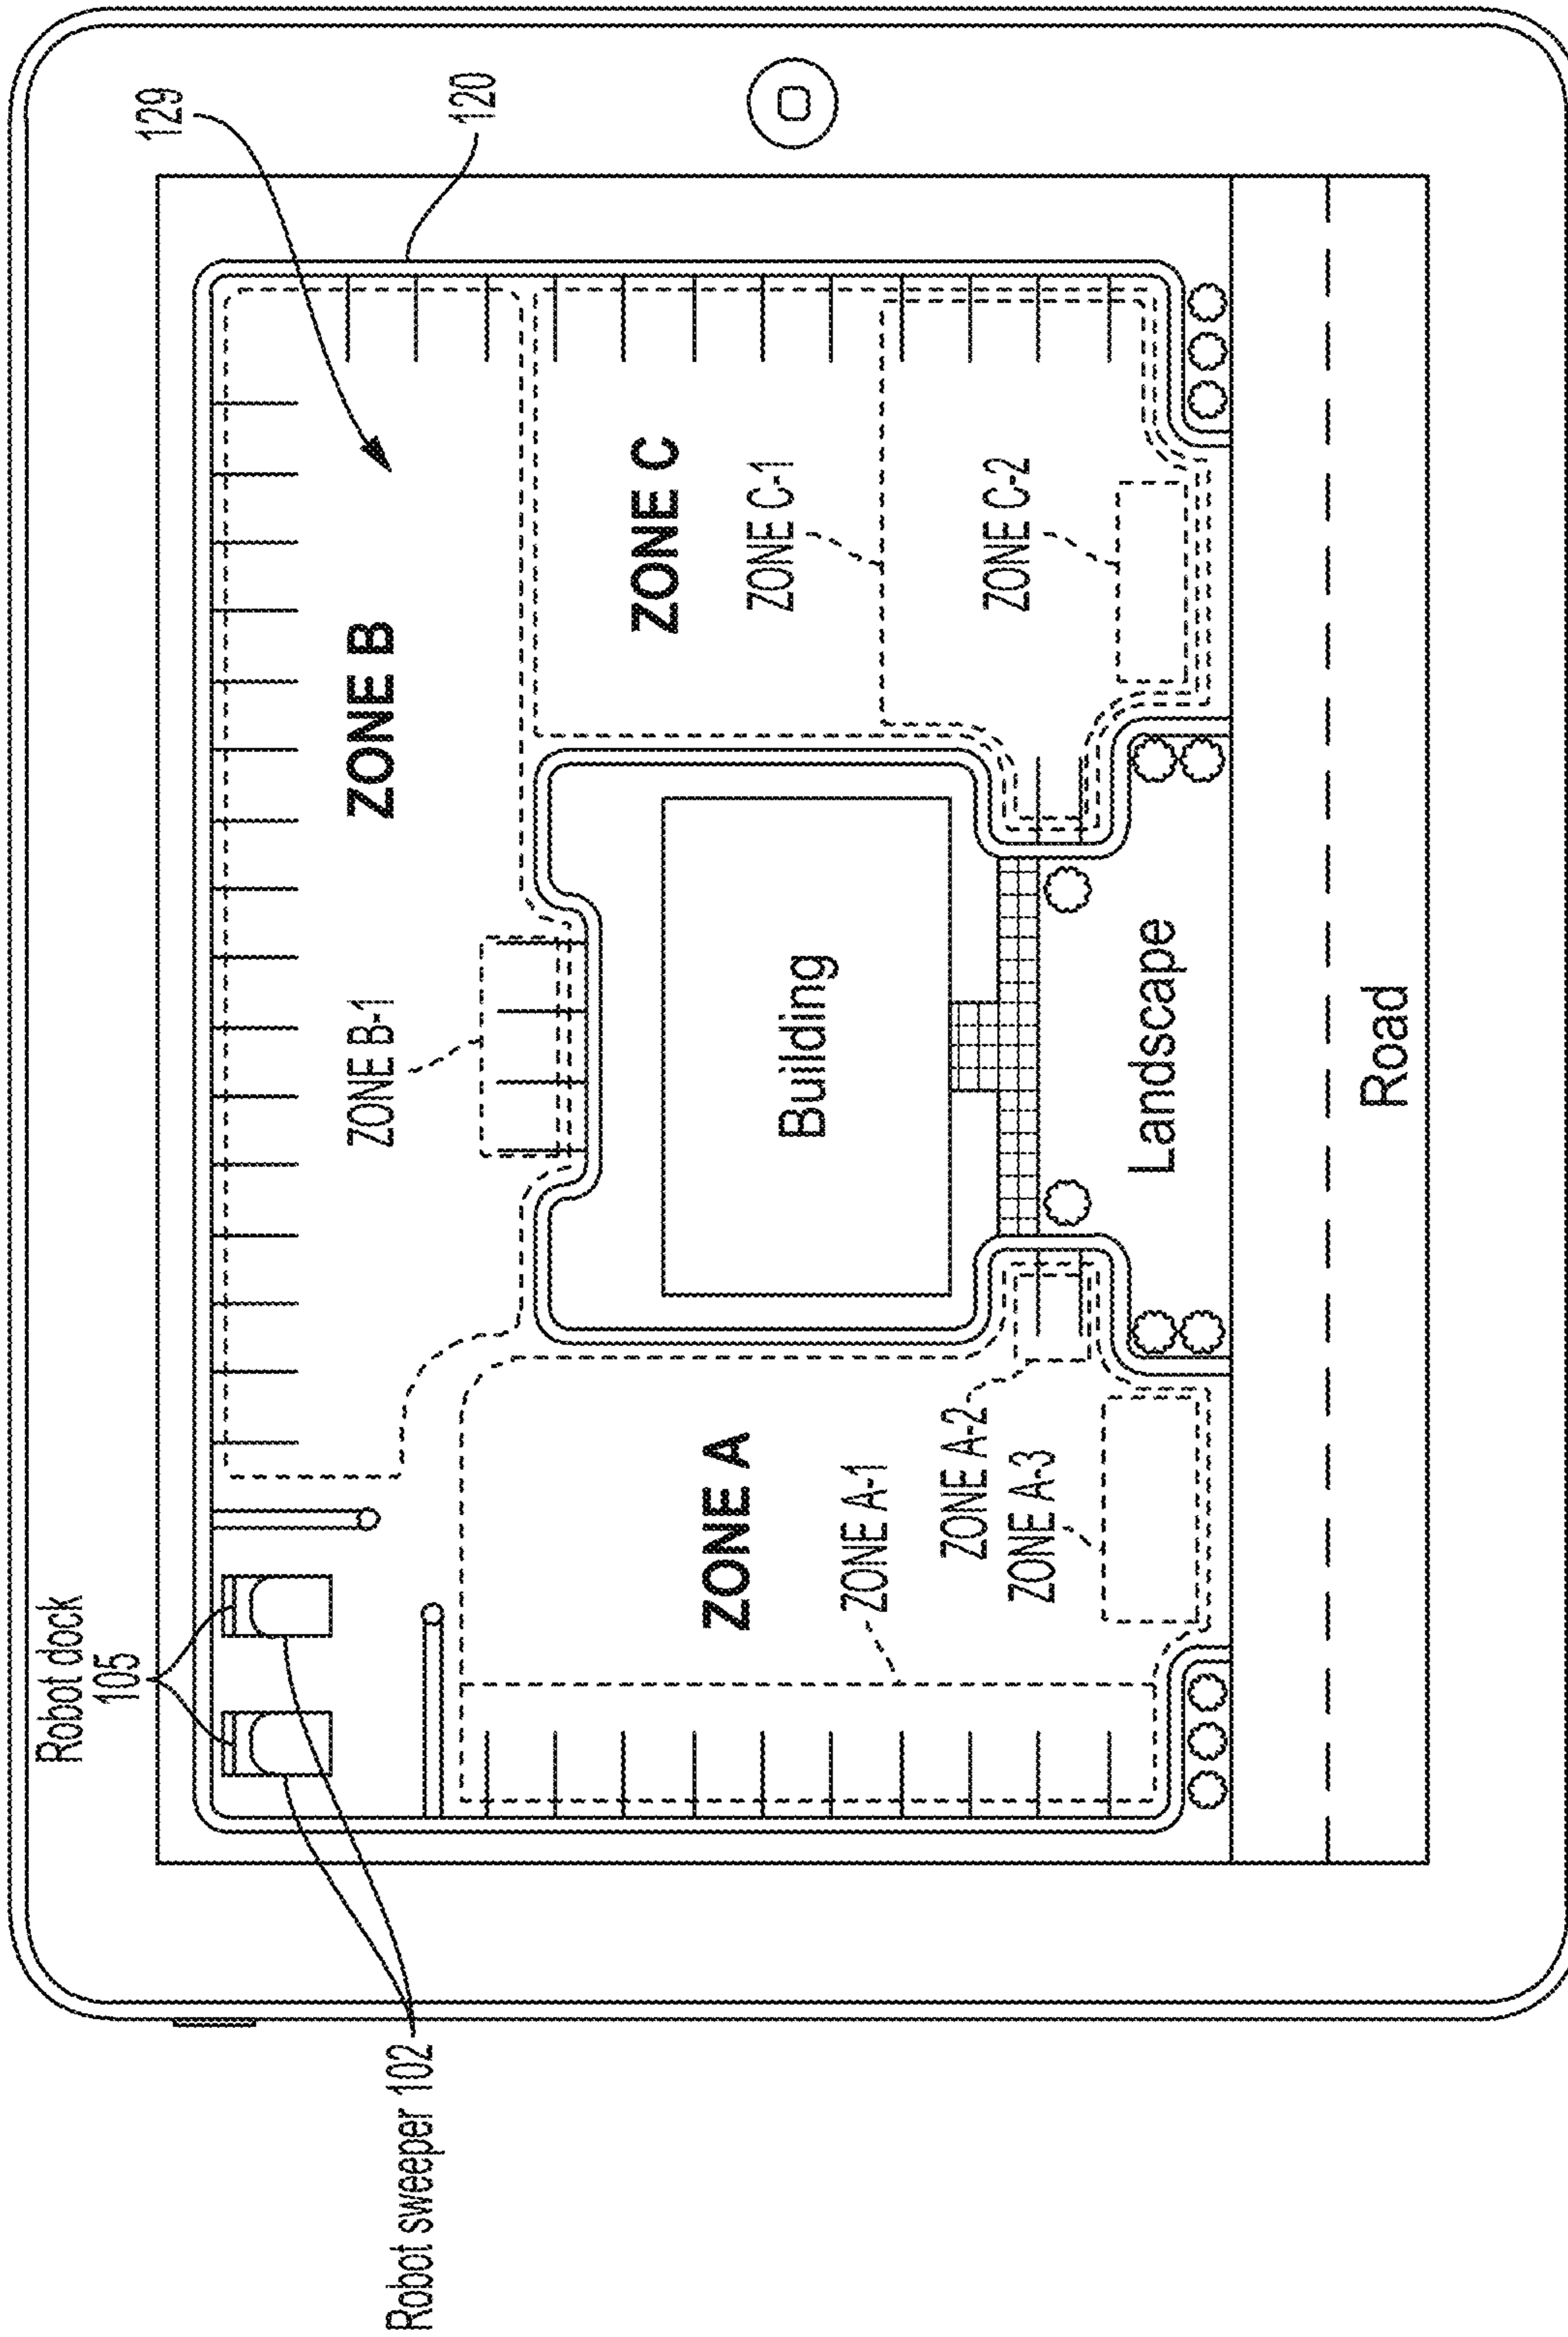 Robot dock
105
Robot sweeper 102
129
120
ZONE B
ZONE B-1
ZONE C
ZONE C-1
ZONE C-2
ZONE A
ZONE A-1
ZONE A-2
ZONE A-3
Building
Landscape
Road